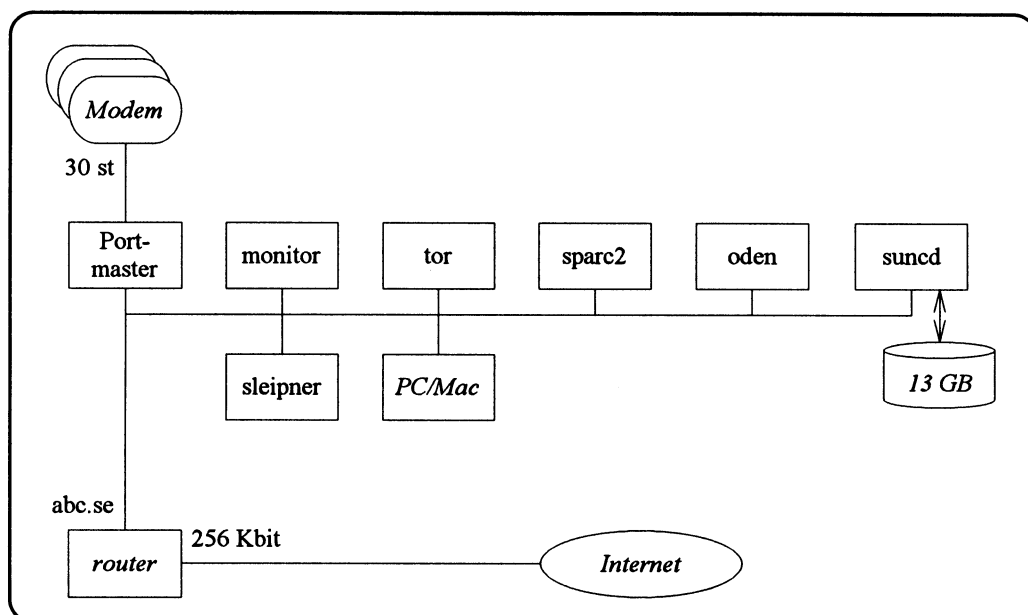 Modem
30 st
Port-
master
monitor
tor
sparc2
oden
suncd
sleipner
PC/Mac
13 GB
abc.se
router
256 Kbit
Internet